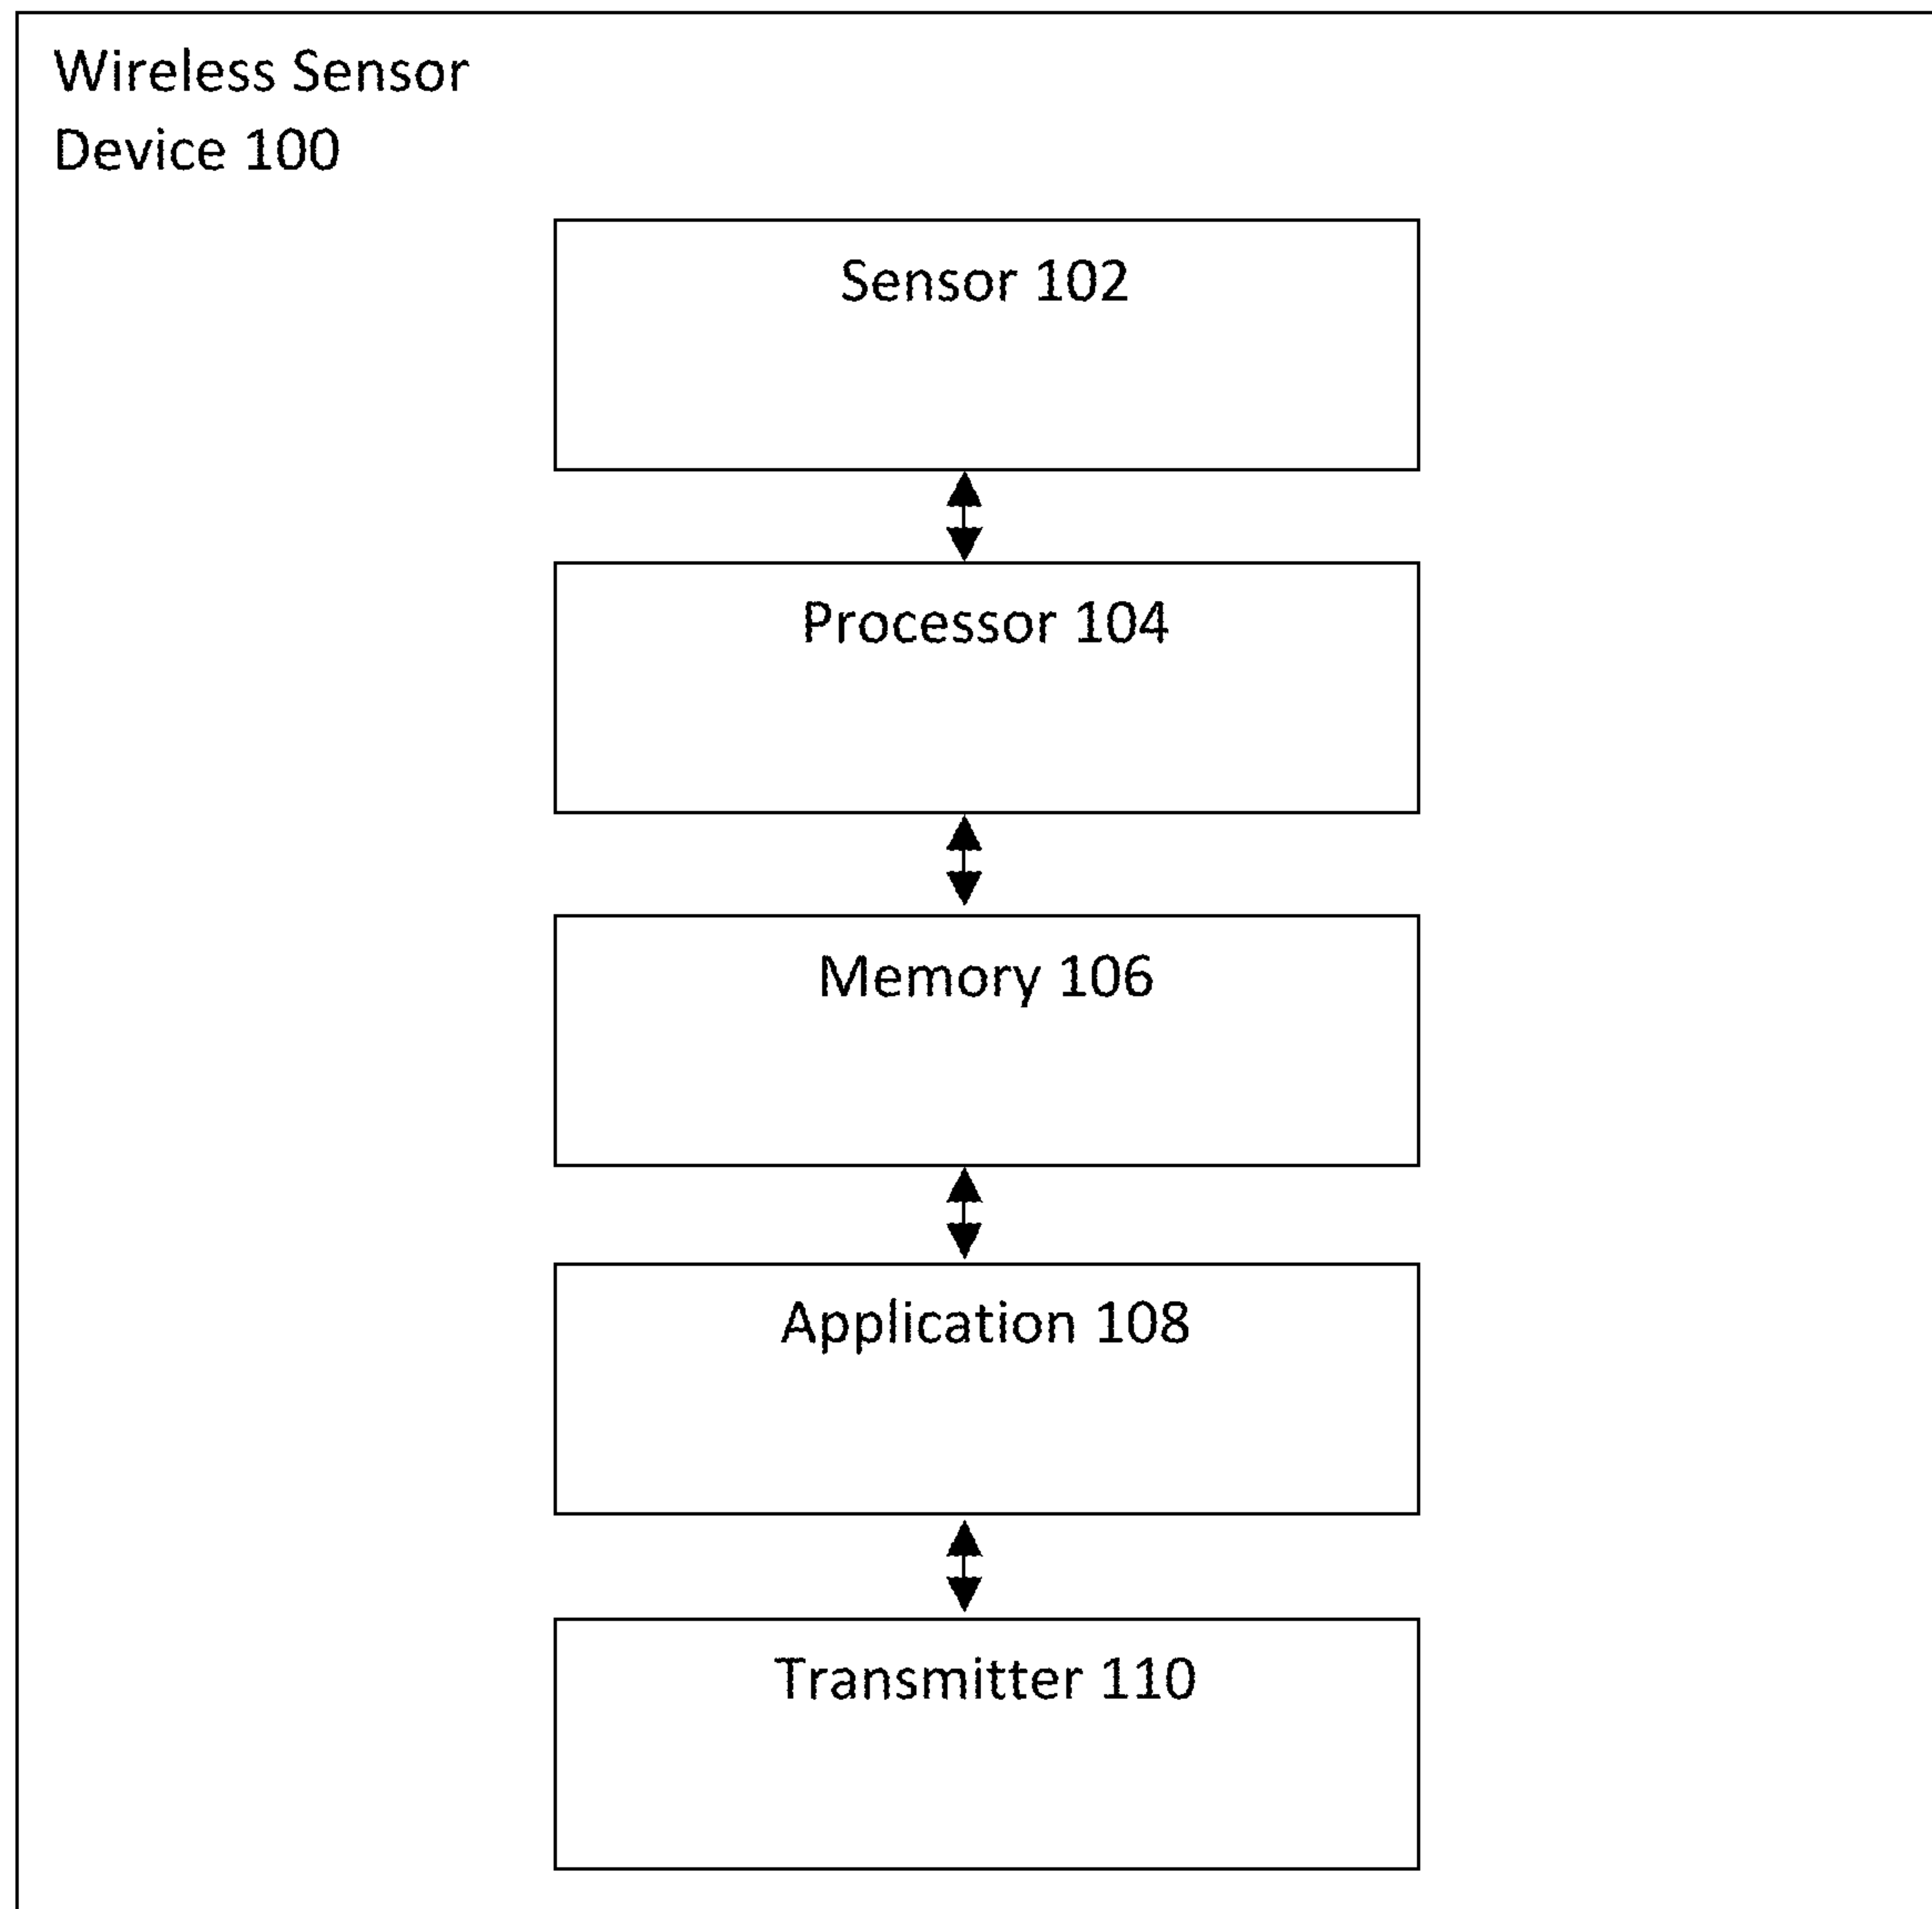 Wireless Sensor
Device 100
Sensor 102
Processor 104
Memory 106
Application 108
Transmitter 110